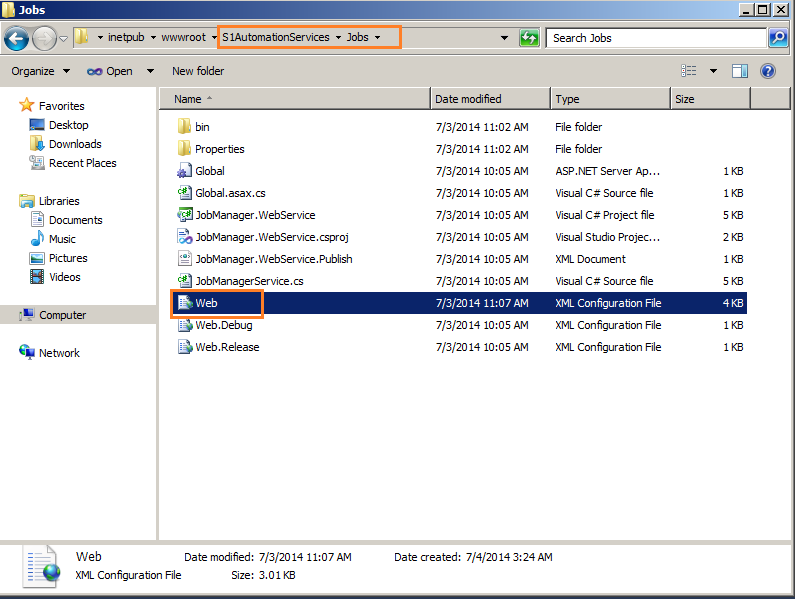 Jobs
inetpub wwwroot S1AutomationServices Jobs Search Jobs
Organize Open New folder
Name Date modified Type Size
Favorites
Desktop
Downloads
Recent Places
Libraries
Documents
Music
Pictures
Videos
Computer
Network
bin 7/3/2014 11:02 AM File folder
Properties 7/3/2014 11:02 AM File folder
Global 7/3/2014 10:05 AM ASP.NET Server Ap... 1 KB
Global.asax.cs 7/3/2014 10:05 AM Visual C# Source file 1 KB
JobManager.WebService 7/3/2014 10:05 AM Visual C# Project file 5 KB
JobManager.WebService.csproj 7/3/2014 10:05 AM Visual Studio Projec... 2 KB
JobManager.WebService.Publish 7/3/2014 10:05 AM XML Document 1 KB
JobManagerService.cs 7/3/2014 10:05 AM Visual C# Source file 5 KB
Web 7/3/2014 11:07 AM XML Configuration File 4 KB
Web.Debug 7/3/2014 10:05 AM XML Configuration File 1 KB
Web.Release 7/3/2014 10:05 AM XML Configuration File 1 KB
Web Date modified: 7/3/2014 11:07 AM Date created: 7/4/2014 3:24 AM
XML Configuration File Size: 3.01 KB